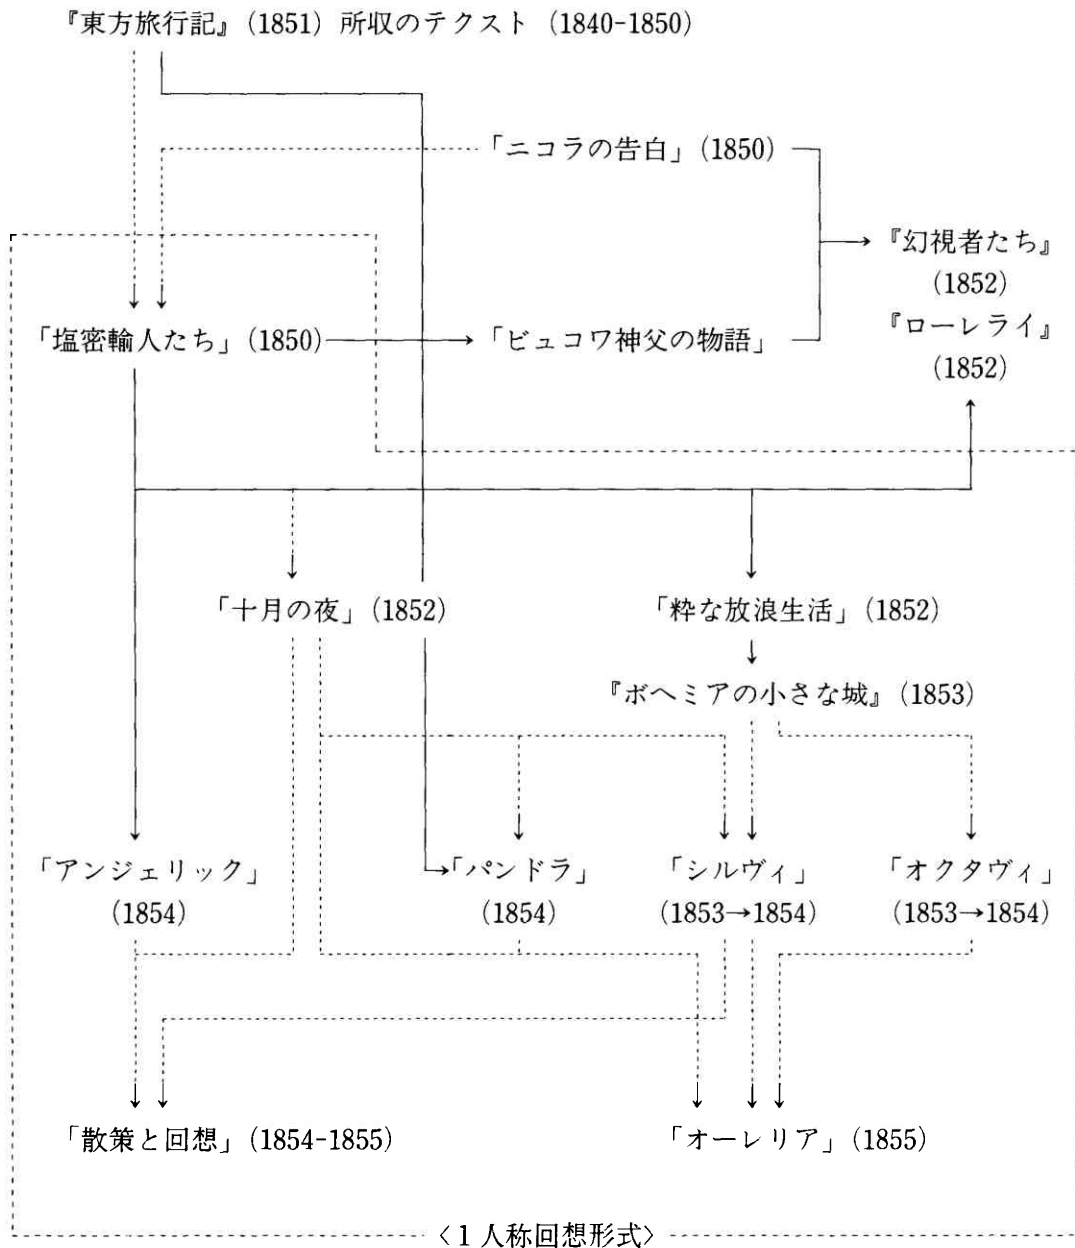 『東方旅行記』(1851) 所収のテクスト (1840-1850)
「ニコラの告白」(1850)
『幻視者たち』
(1852)
「塩密輸人たち」(1850)
「ビュコワ神父の物語」
『ローレライ』
(1852)
「十月の夜」(1852)
「粋な放浪生活」(1852)
『ボヘミアの小さな城』(1853)
「アンジェリック」
(1854)
「パンドラ」
(1854)
「シルヴィ」
(1853→1854)
「オクタヴィ」
(1853→1854)
「散策と回想」(1854-1855)
「オーレリア」(1855)
〈1人称回想形式〉